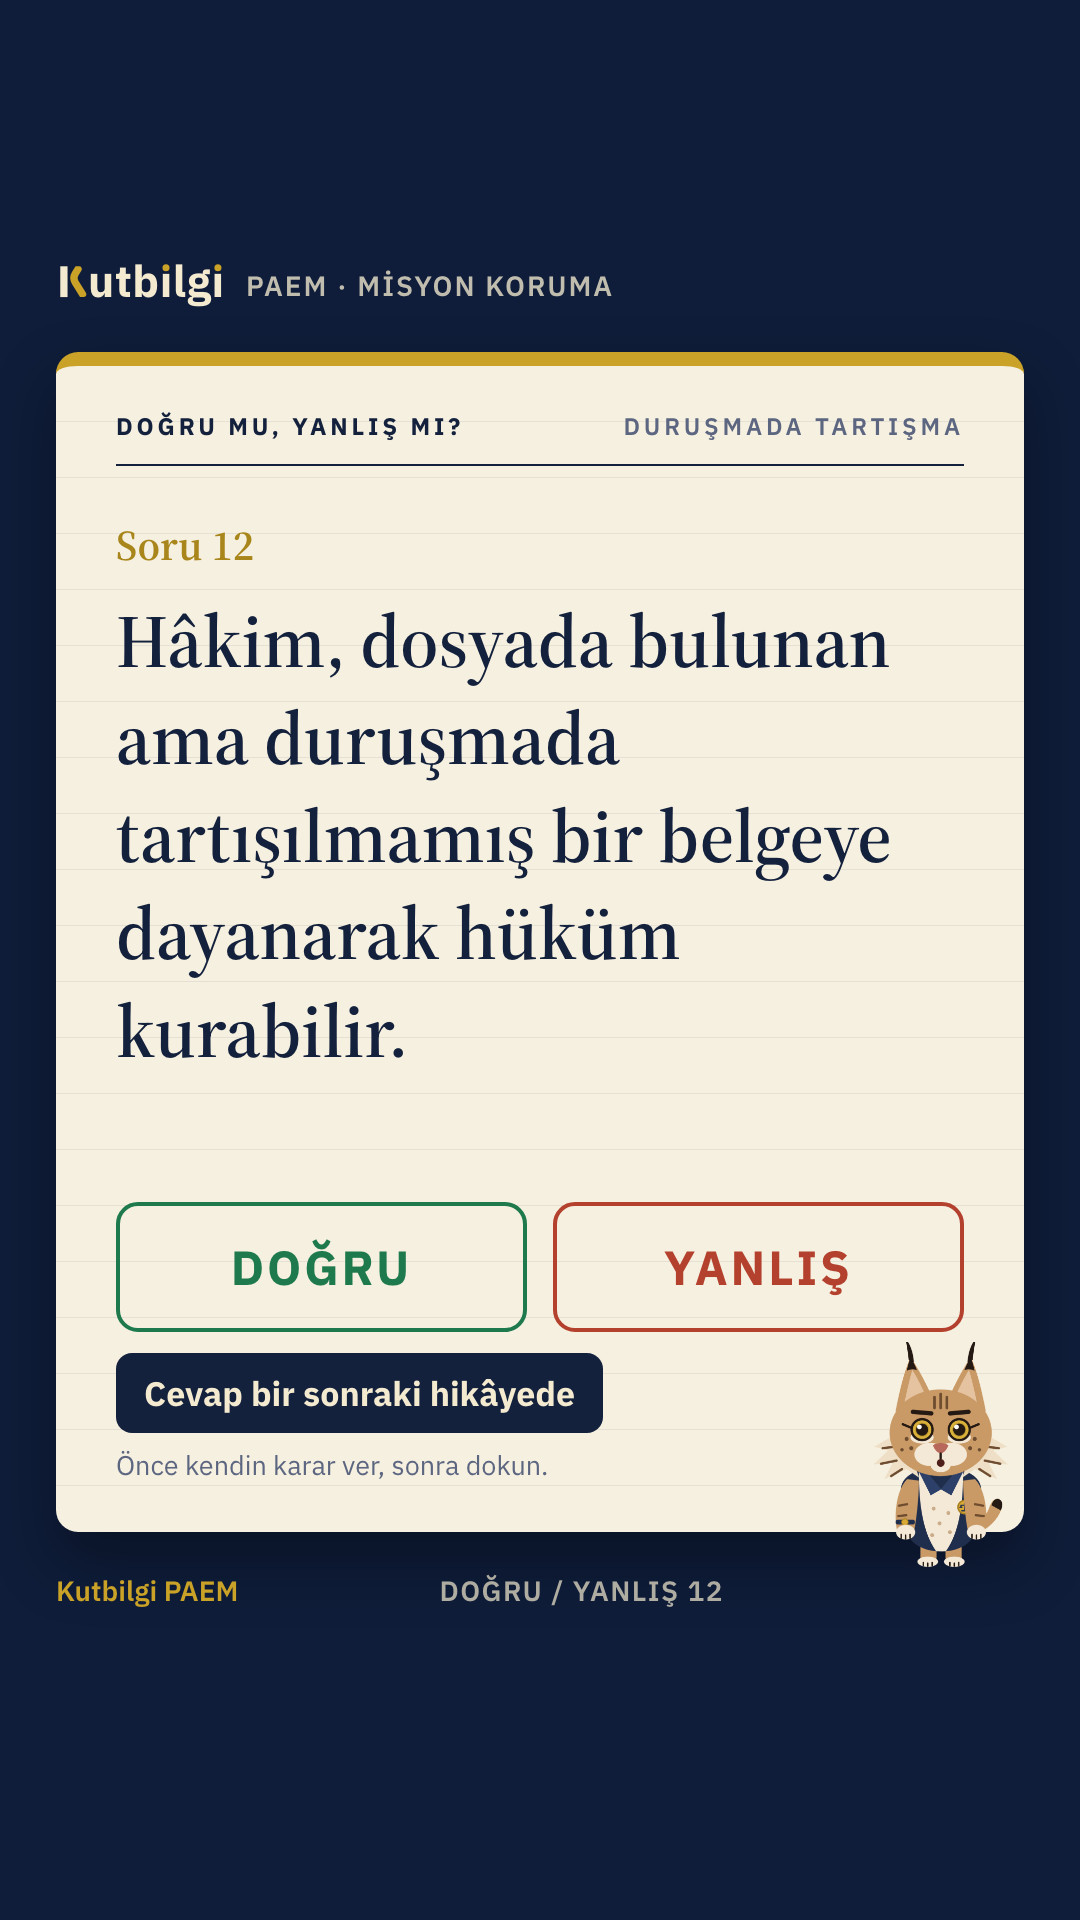 Kutbilgi PAEM · MİSYON KORUMA
DOĞRU MU, YANLIŞ MI? DURUŞMADA TARTIŞMA
Soru 12
Hâkim, dosyada bulunan
ama duruşmada
tartışılmamış bir belgeye
dayanarak hüküm
kurabilir.
DOĞRU YANLIŞ
Cevap bir sonraki hikâyede
Önce kendin karar ver, sonra dokun.
Kutbilgi PAEM DOĞRU / YANLIŞ 12